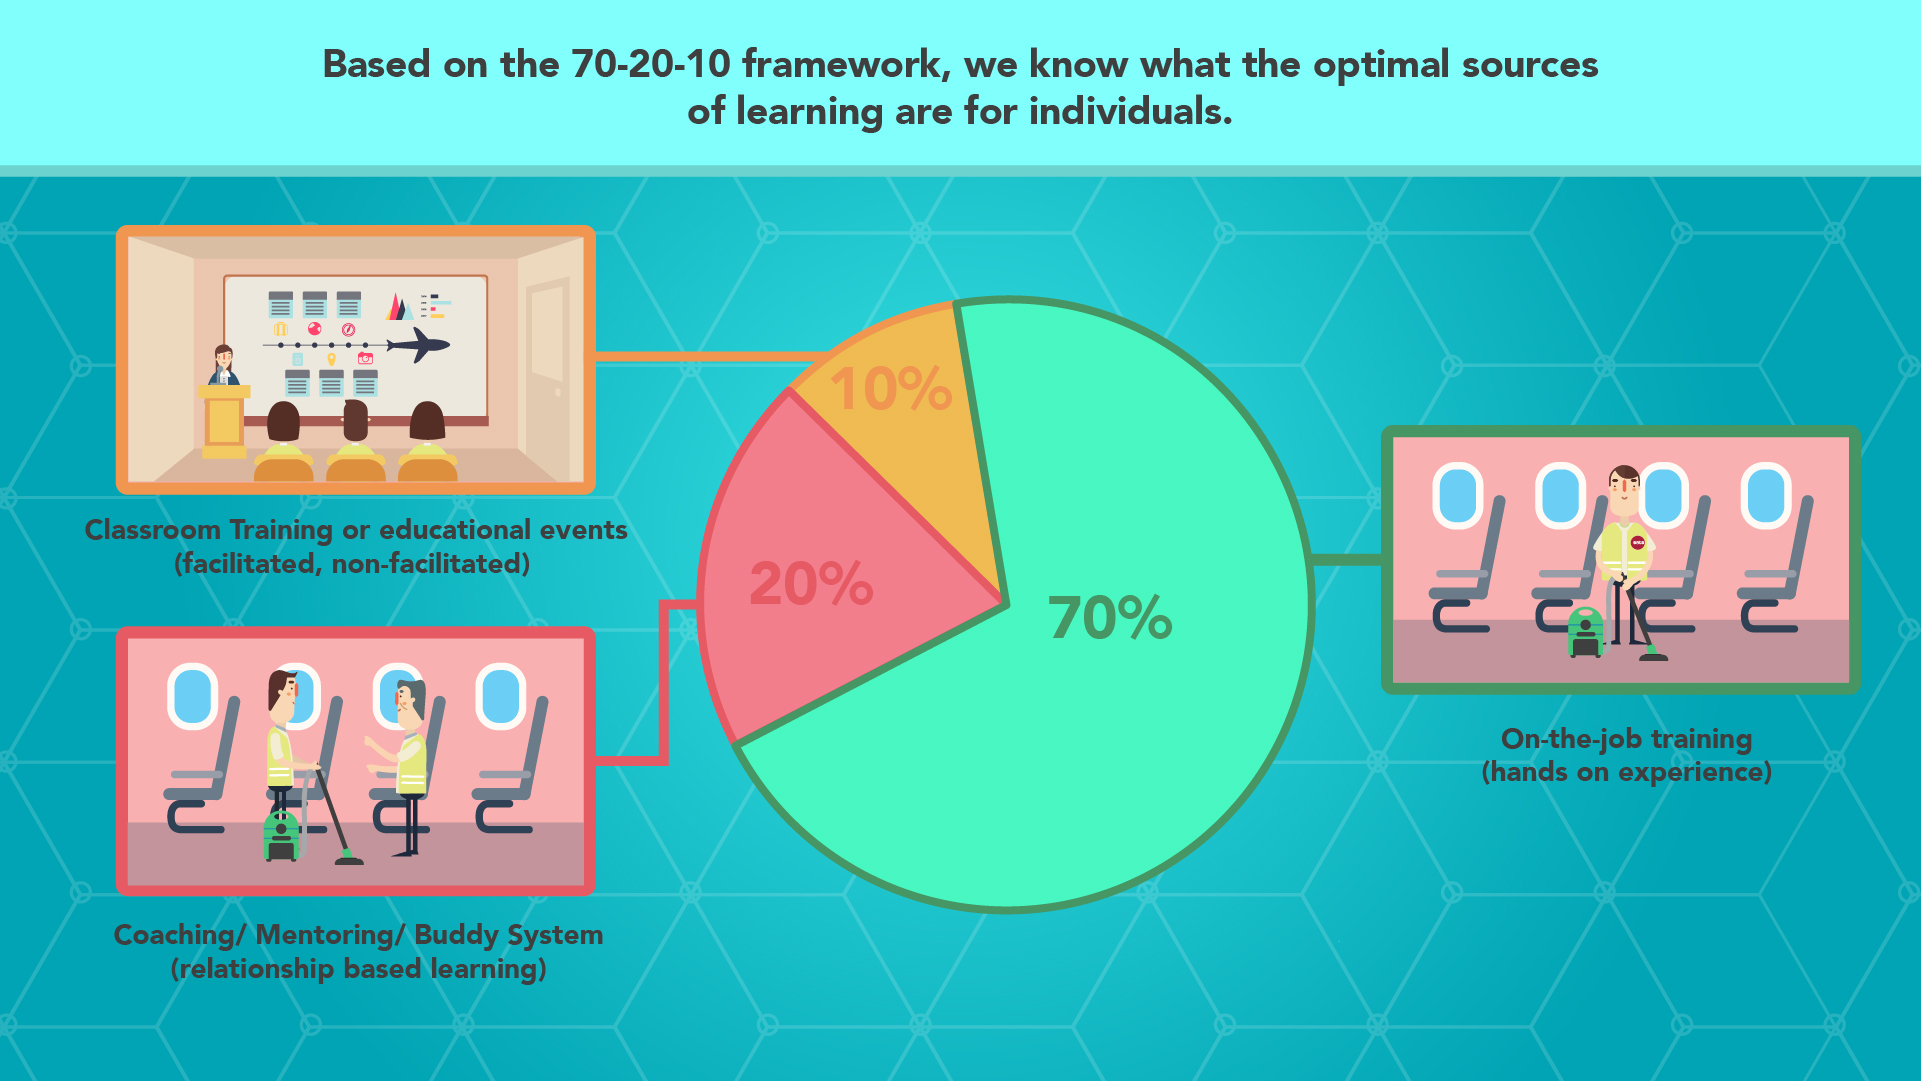 Based on the 70-20-10 framework, we know what the optimal sources
of learning are for individuals.
10%
20%
70%
Classroom Training or educational events
(facilitated, non-facilitated)
Coaching/ Mentoring/ Buddy System
(relationship based learning)
On-the-job training
(hands on experience)